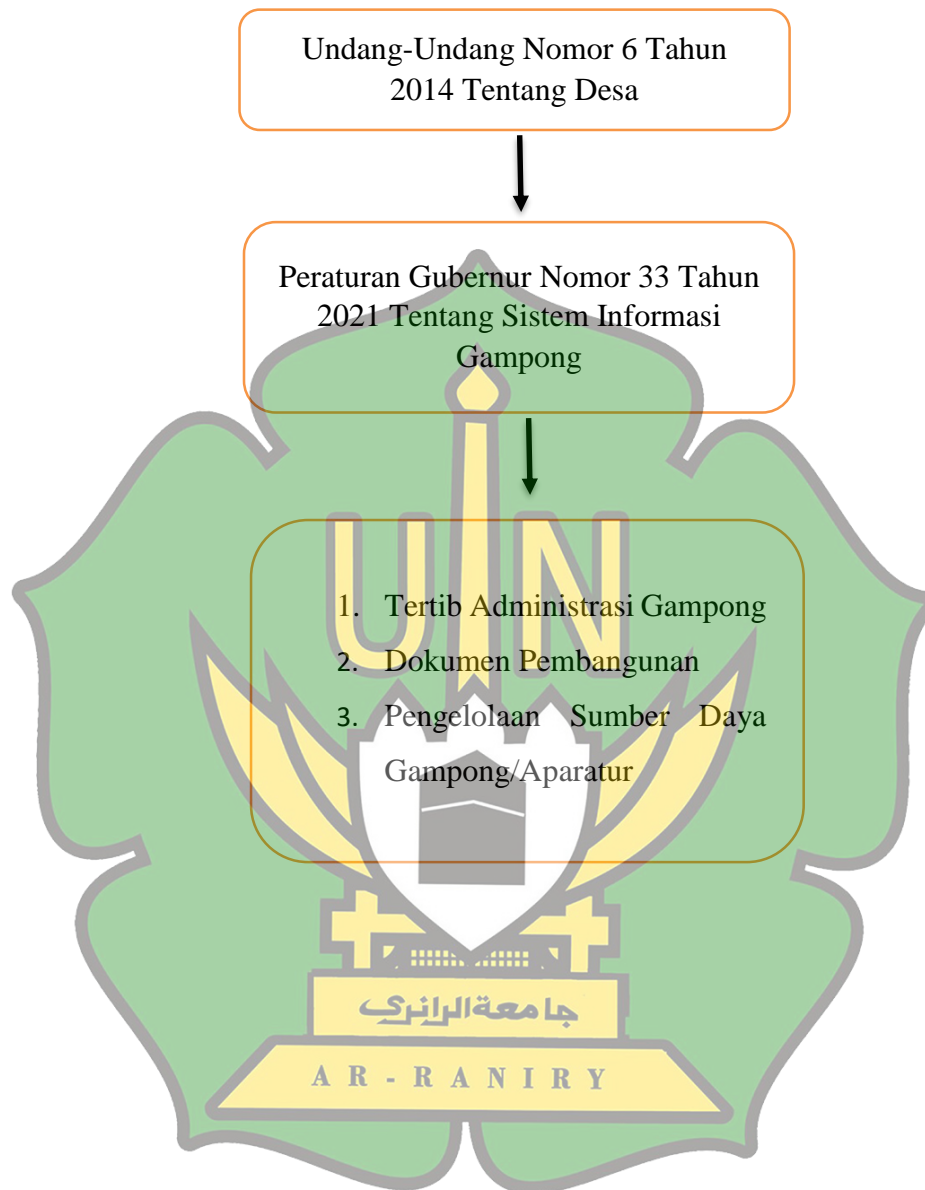 Undang-Undang Nomor 6 Tahun
2014 Tentang Desa
Peraturan Gubernur Nomor 33 Tahun
2021 Tentang Sistem Informasi
Gampong
UIN
1. Tertib Administrasi Gampong
2. Dokumen Pembangunan
3. Pengelolaan Sumber Daya
Gampong/Aparatur
جامعة الرانري
AR-RANIRY